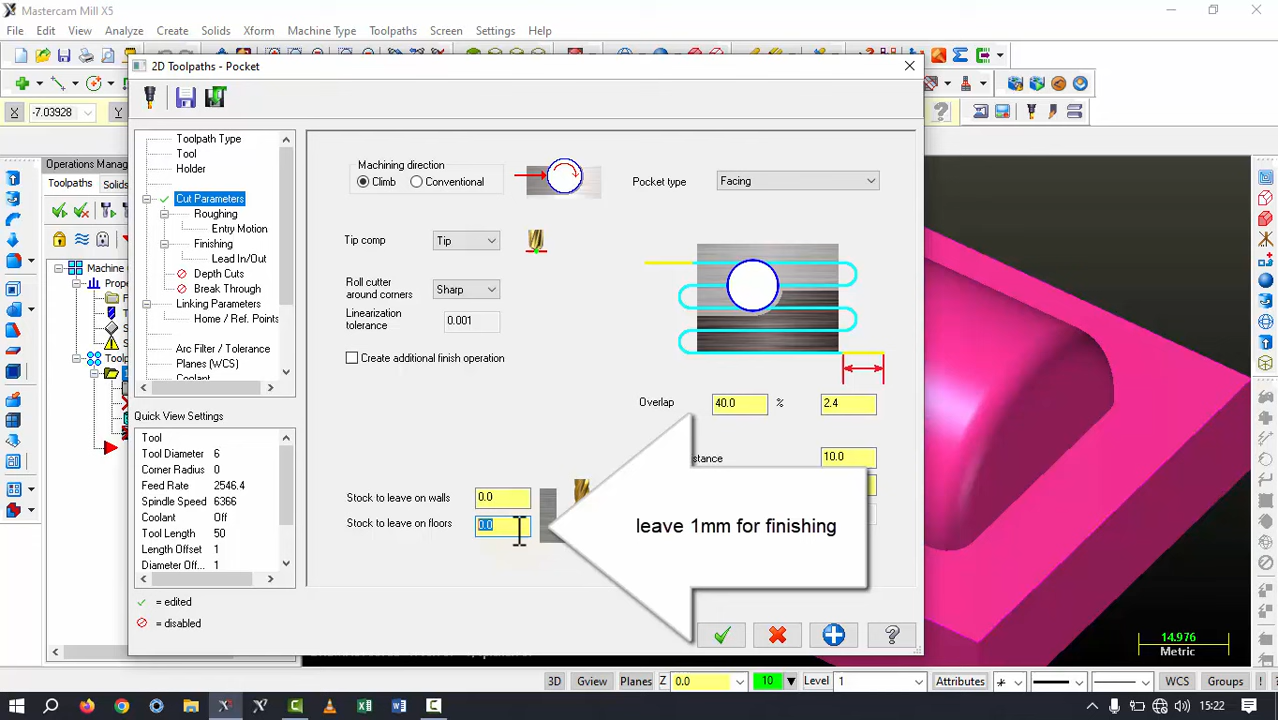 Mastercam Mill X5
File Edit View Analyze Create Solids Xform Machine Type Toolpaths Screen Settings Help
2D Toolpaths - Pocket
X -7.03928 Y
Operations Manag
Toolpaths Solids
Machine
Prop
Toolp
Toolpath Type
Tool
Holder
Cut Parameters
Roughing
Entry Motion
Finishing
Lead In/Out
Depth Cuts
Break Through
Linking Parameters
Home / Ref. Points
Arc Filter / Tolerance
Planes (WCS)
Coolant
Quick View Settings
Tool
Tool Diameter 6
Corner Radius 0
Feed Rate 2546.4
Spindle Speed 6366
Coolant Off
Tool Length 50
Length Offset 1
Diameter Off... 1
= edited
= disabled
Machining direction
Climb Conventional
Tip comp Tip
Roll cutter
around corners Sharp
Linearization
tolerance 0.001
Create additional finish operation
Stock to leave on walls 0.0
Stock to leave on floors 0.0
Pocket type Facing
Overlap 40.0 % 2.4
stance 10.0
leave 1mm for finishing
14.976
Metric
3D Gview Planes Z 0.0 10 Level 1 Attributes WCS Groups
15:22